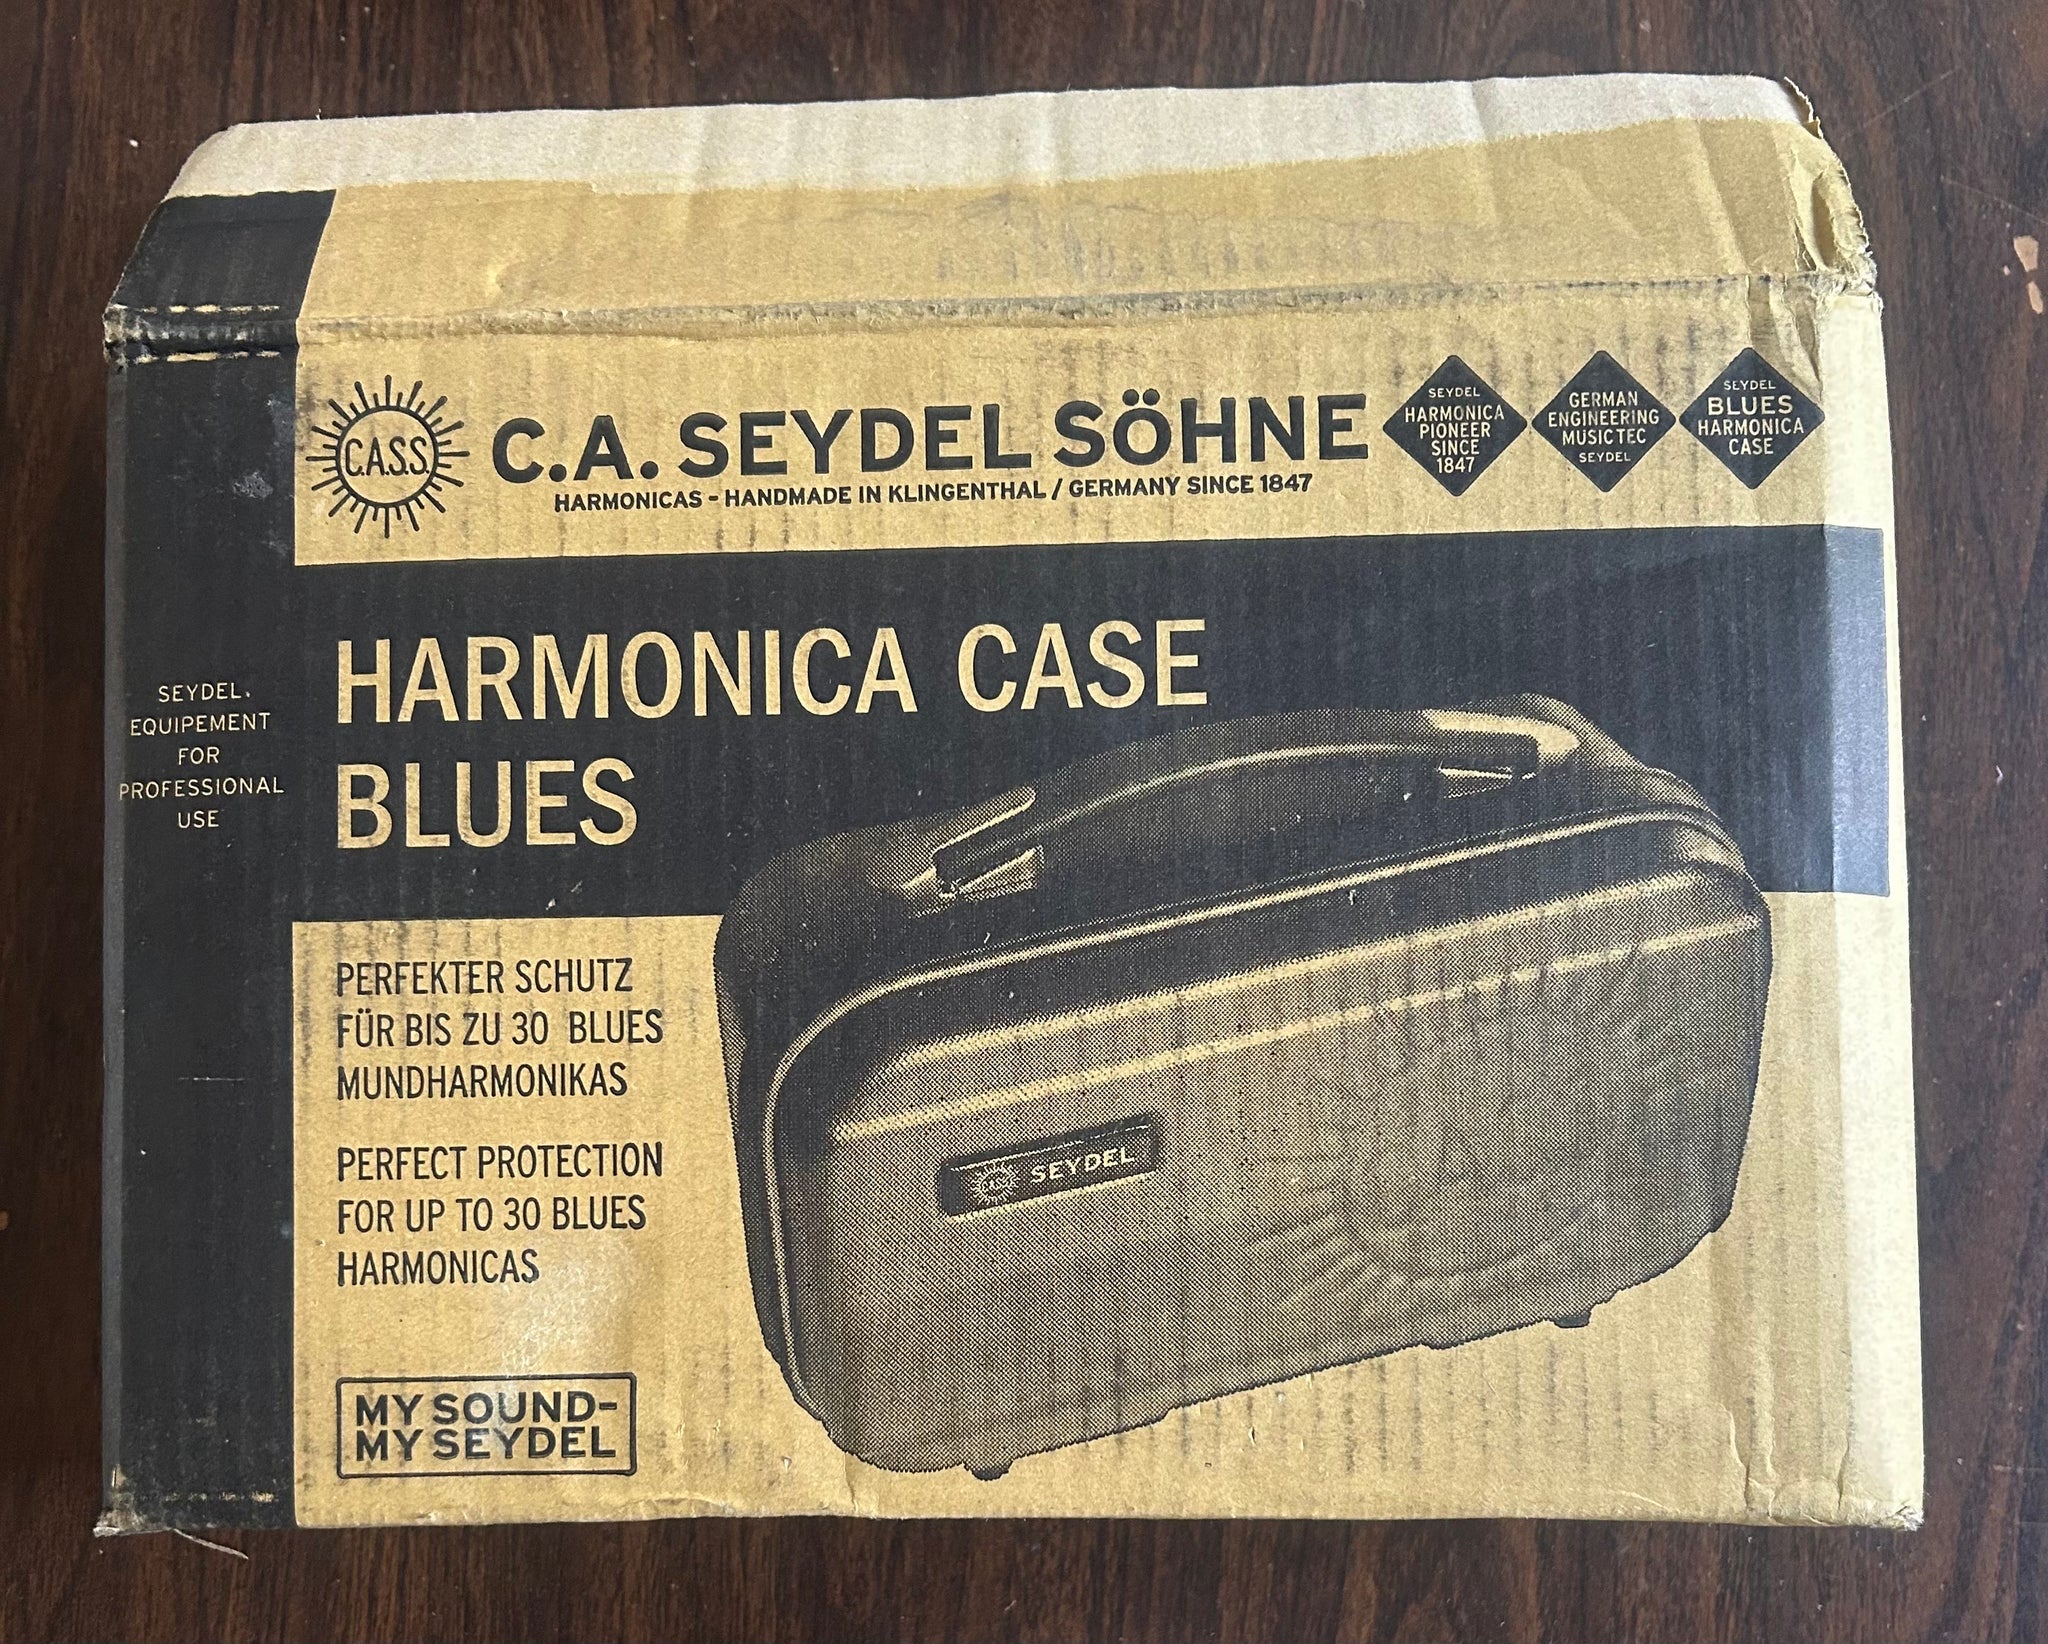 C.A.S.S.
C.A. SEYDEL SÖHNE
HARMONICAS - HANDMADE IN KLINGENTHAL / GERMANY SINCE 1847
SEYDEL
HARMONICA
PIONEER
SINCE
1847
GERMAN
ENGINEERING
MUSIC TEC
SEYDEL
SEYDEL
BLUES
HARMONICA
CASE
HARMONICA CASE
BLUES
SEYDEL.
EQUIPEMENT
FOR
PROFESSIONAL
USE
PERFEKTER SCHUTZ
FÜR BIS ZU 30 BLUES
MUNDHARMONIKAS
PERFECT PROTECTION
FOR UP TO 30 BLUES
HARMONICAS
C.A.S.S. SEYDEL
MY SOUND-
MY SEYDEL